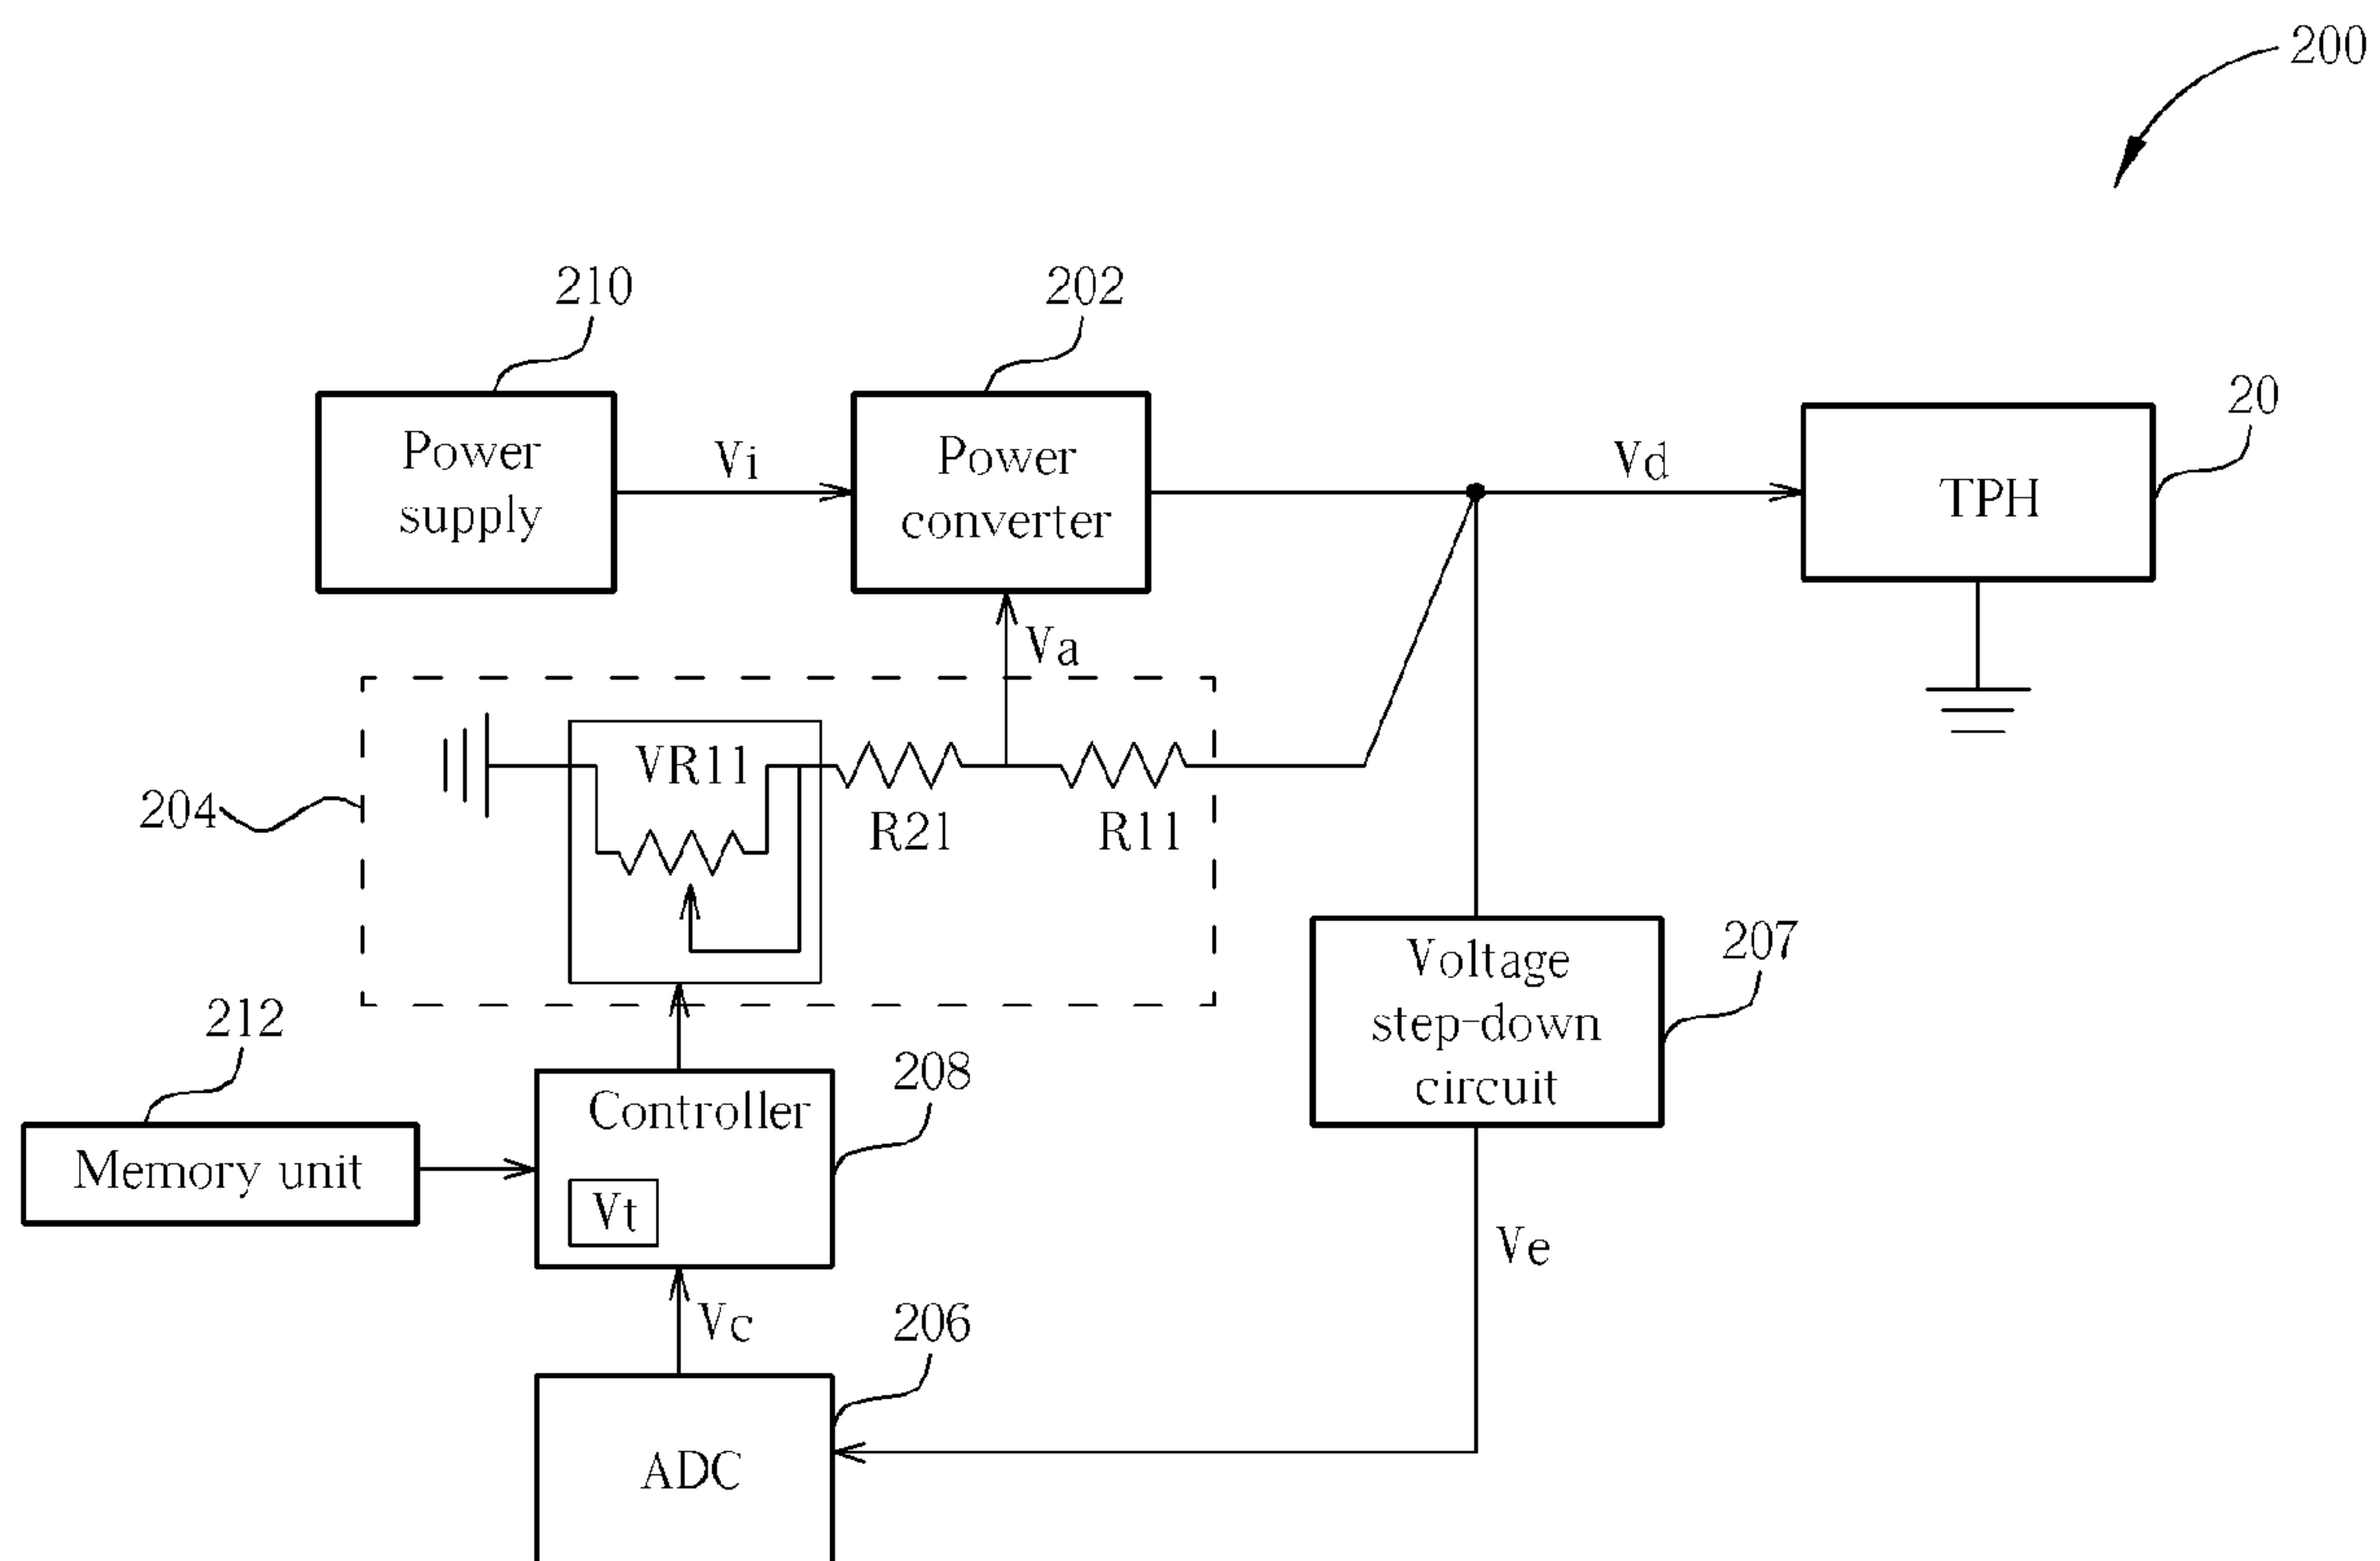 200
210
202
20
Power
supply
Vi
Power
converter
Vd
TPH
Va
204
VR11
R21
R11
207
Voltage
step-down
circuit
212
208
Memory unit
Controller
Vt
Ve
Vc
206
ADC